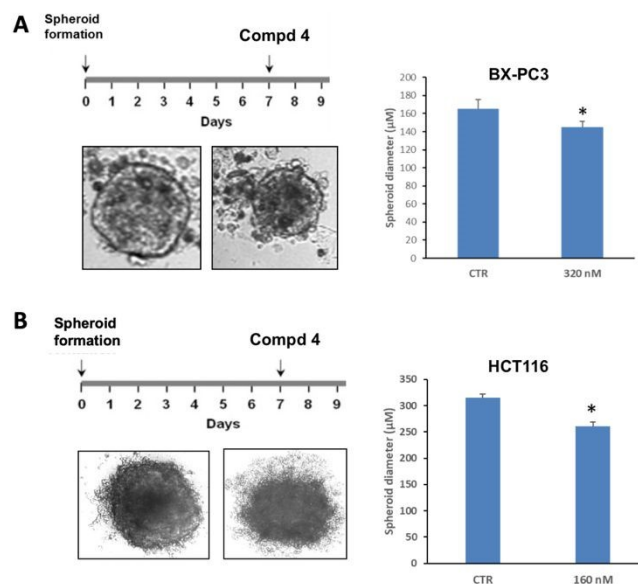 A
Spheroid
formation
Compd 4
0 1 2 3 4 5 6 7 8 9
Days
BX-PC3
Spheroid diameter (µM)
200
180
160
140
120
100
80
60
40
20
0
*
CTR 320 nM
B
Spheroid
formation
Compd 4
0 1 2 3 4 5 6 7 8 9
Days
HCT116
Spheroid diameter (µM)
350
300
250
200
150
100
50
0
*
CTR 160 nM